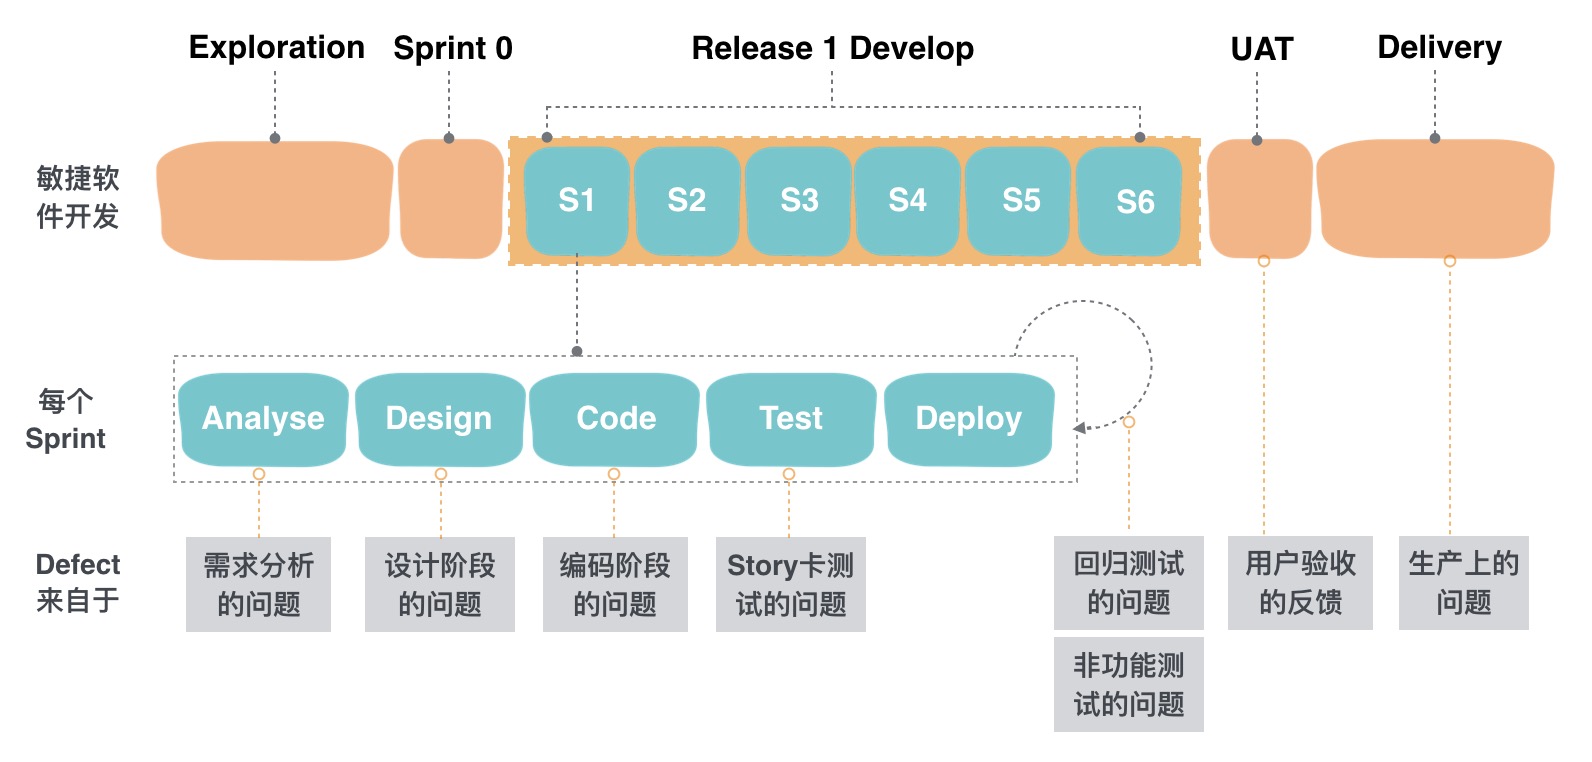 Exploration
Sprint 0
Release 1 Develop
UAT
Delivery
敏捷软
件开发
S1
S2
S3
S4
S5
S6
每个
Sprint
Analyse
Design
Code
Test
Deploy
Defect
来自于
需求分析
的问题
设计阶段
的问题
编码阶段
的问题
Story卡测
试的问题
回归测试
的问题
非功能测
试的问题
用户验收
的反馈
生产上的
问题